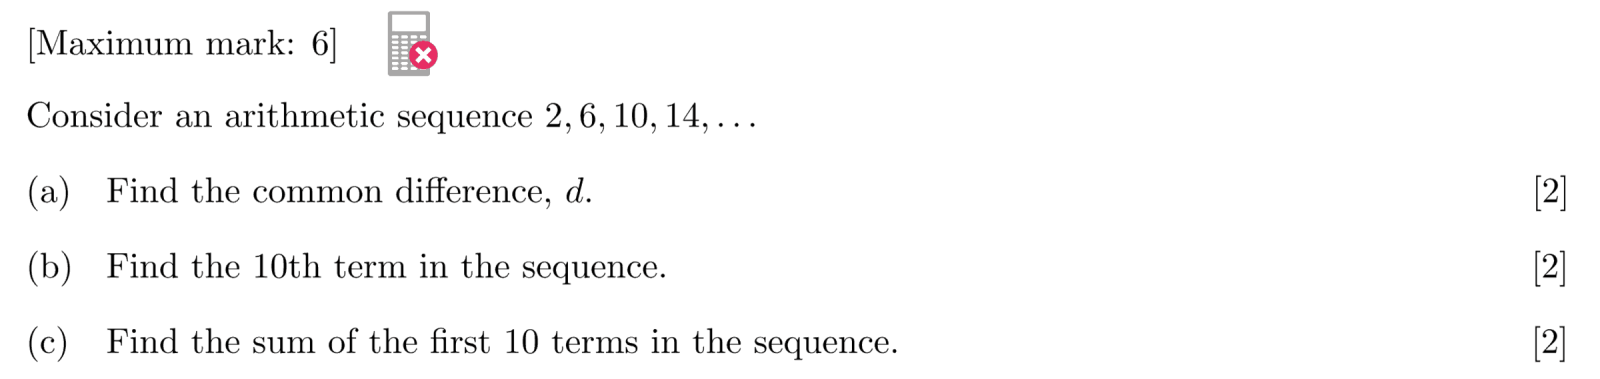 [Maximum mark: 6]
Consider an arithmetic sequence 2, 6, 10, 14, . . .
(a) Find the common difference, d. [2]
(b) Find the 10th term in the sequence. [2]
(c) Find the sum of the first 10 terms in the sequence. [2]